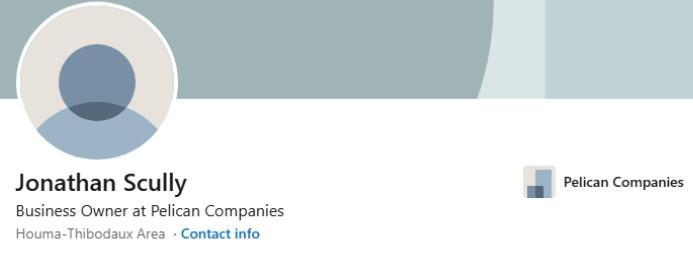 Jonathan Scully
Pelican Companies
Business Owner at Pelican Companies
Houma-Thibodaux Area · Contact info